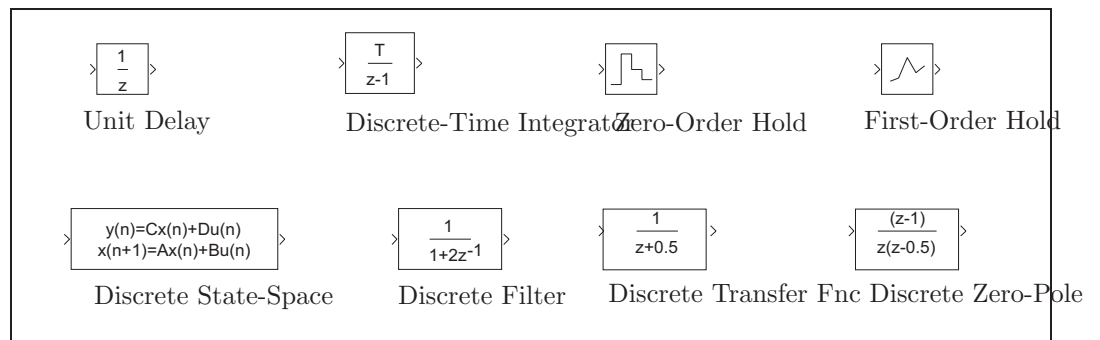 1
z
Unit Delay
T
z-1
Discrete-Time Integrator
Zero-Order Hold
First-Order Hold
y(n)=Cx(n)+Du(n)
x(n+1)=Ax(n)+Bu(n)
Discrete State-Space
1
1+2z-1
Discrete Filter
1
z+0.5
Discrete Transfer Fnc
(z-1)
z(z-0.5)
Discrete Zero-Pole